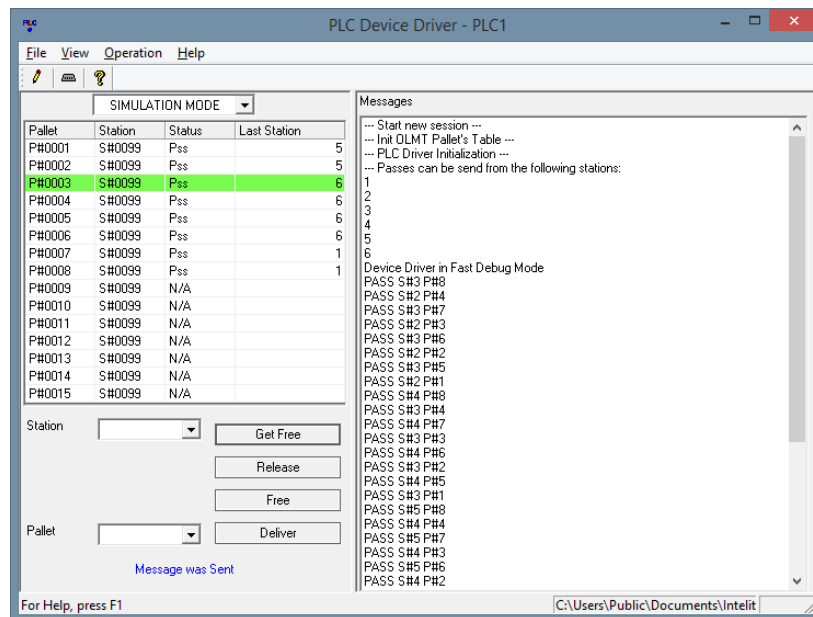 PLC
PLC Device Driver - PLC1
File View Operation Help
SIMULATION MODE
Pallet Station Status Last Station
P#0001 S#0099 Pss 5
P#0002 S#0099 Pss 5
P#0003 S#0099 Pss 6
P#0004 S#0099 Pss 6
P#0005 S#0099 Pss 6
P#0006 S#0099 Pss 6
P#0007 S#0099 Pss 1
P#0008 S#0099 Pss 1
P#0009 S#0099 N/A
P#0010 S#0099 N/A
P#0011 S#0099 N/A
P#0012 S#0099 N/A
P#0013 S#0099 N/A
P#0014 S#0099 N/A
P#0015 S#0099 N/A
Station
Get Free
Release
Free
Pallet
Deliver
Message was Sent
Messages
--- Start new session ---
--- Init OLMT Pallet's Table ---
--- PLC Driver Initialization ---
--- Passes can be send from the following stations:
1
2
3
4
5
6
Device Driver in Fast Debug Mode
PASS S#3 P#8
PASS S#2 P#4
PASS S#3 P#7
PASS S#2 P#3
PASS S#3 P#6
PASS S#2 P#2
PASS S#3 P#5
PASS S#2 P#1
PASS S#4 P#8
PASS S#3 P#4
PASS S#4 P#7
PASS S#3 P#3
PASS S#4 P#6
PASS S#3 P#2
PASS S#4 P#5
PASS S#3 P#1
PASS S#5 P#8
PASS S#4 P#4
PASS S#5 P#7
PASS S#4 P#3
PASS S#5 P#6
PASS S#4 P#2
For Help, press F1
C:\Users\Public\Documents\Intelit